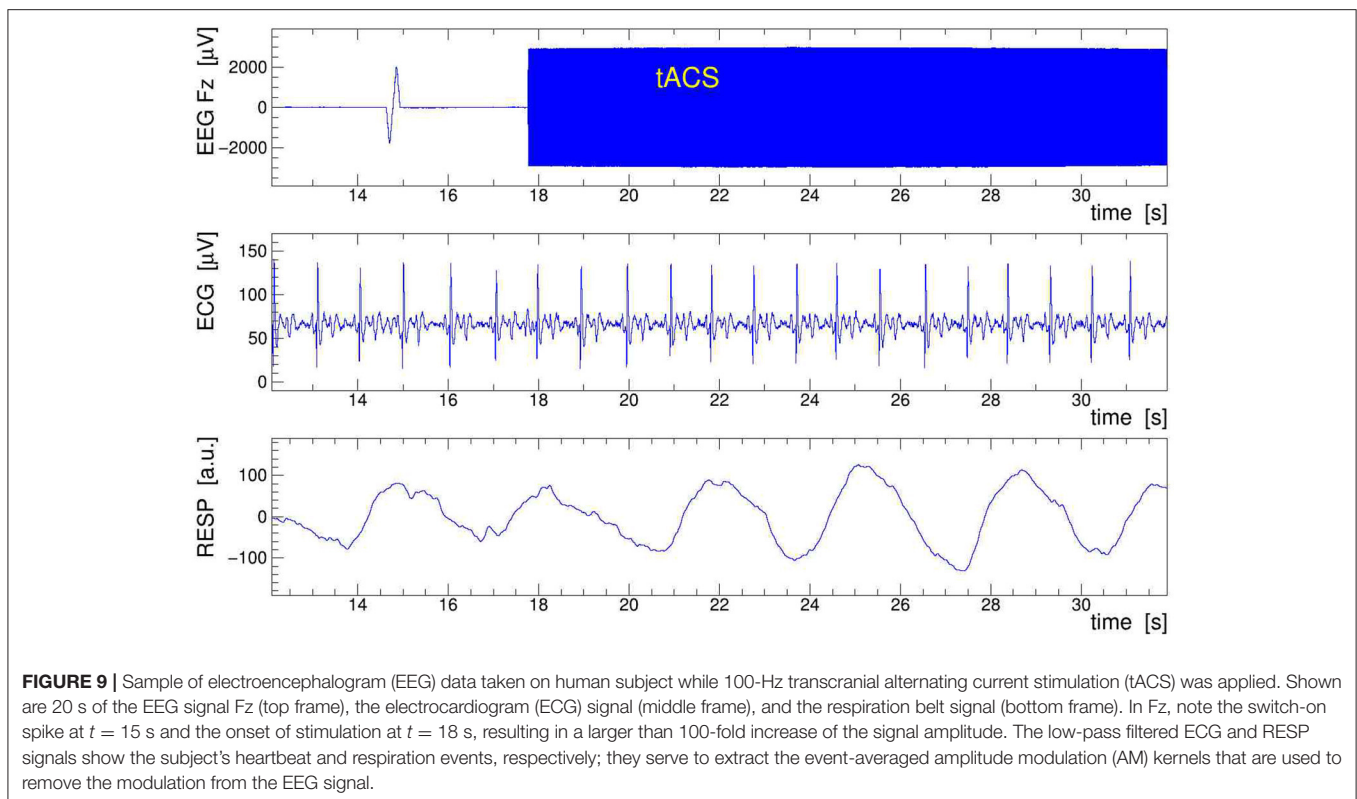 EEG Fz [μV]
2000
0
−2000
tACS
14 16 18 20 22 24 26 28 30
time [s]
ECG [μV]
150
100
50
0
14 16 18 20 22 24 26 28 30
time [s]
RESP [a.u.]
100
0
−100
14 16 18 20 22 24 26 28 30
time [s]
FIGURE 9 | Sample of electroencephalogram (EEG) data taken on human subject while 100-Hz transcranial alternating current stimulation (tACS) was applied. Shown
are 20 s of the EEG signal Fz (top frame), the electrocardiogram (ECG) signal (middle frame), and the respiration belt signal (bottom frame). In Fz, note the switch-on
spike at t = 15 s and the onset of stimulation at t = 18 s, resulting in a larger than 100-fold increase of the signal amplitude. The low-pass filtered ECG and RESP
signals show the subject's heartbeat and respiration events, respectively; they serve to extract the event-averaged amplitude modulation (AM) kernels that are used to
remove the modulation from the EEG signal.